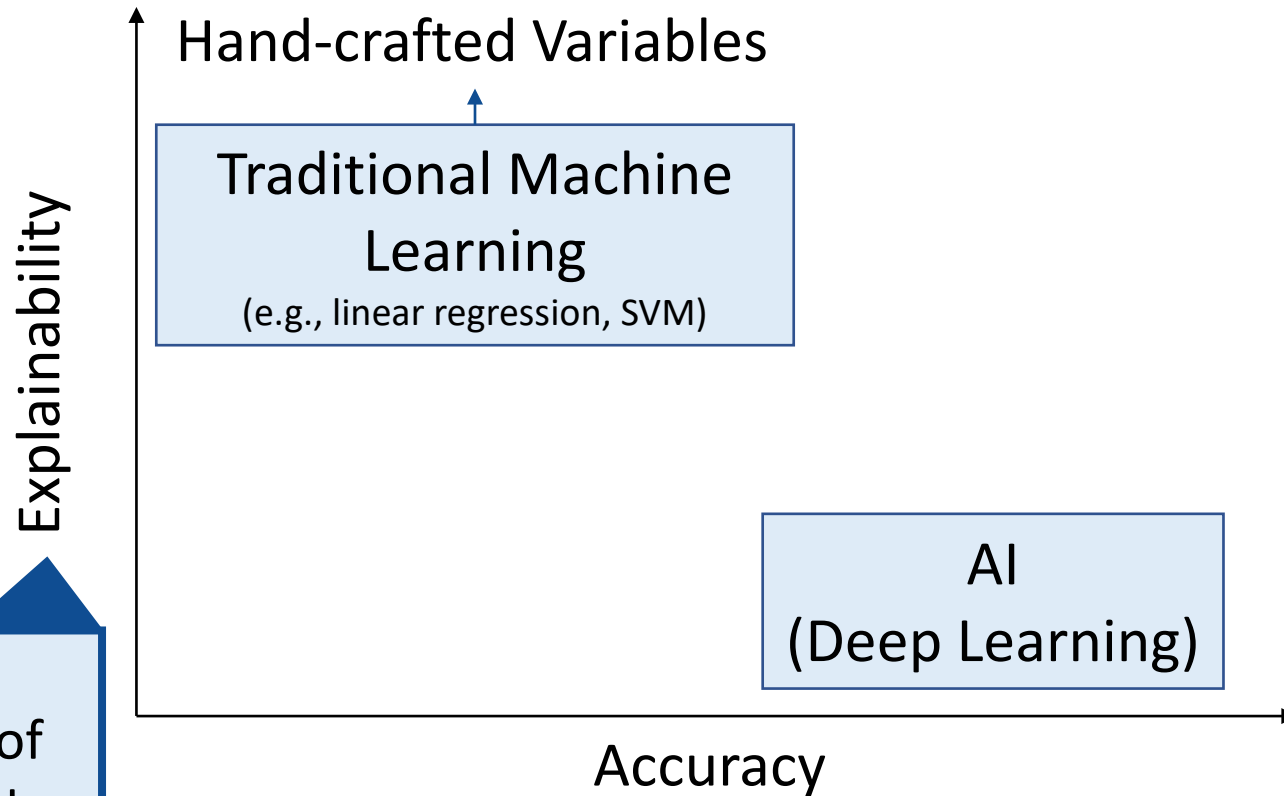 Hand-crafted Variables
Traditional Machine
Learning
(e.g., linear regression, SVM)
Explainability
AI
(Deep Learning)
of
Accuracy